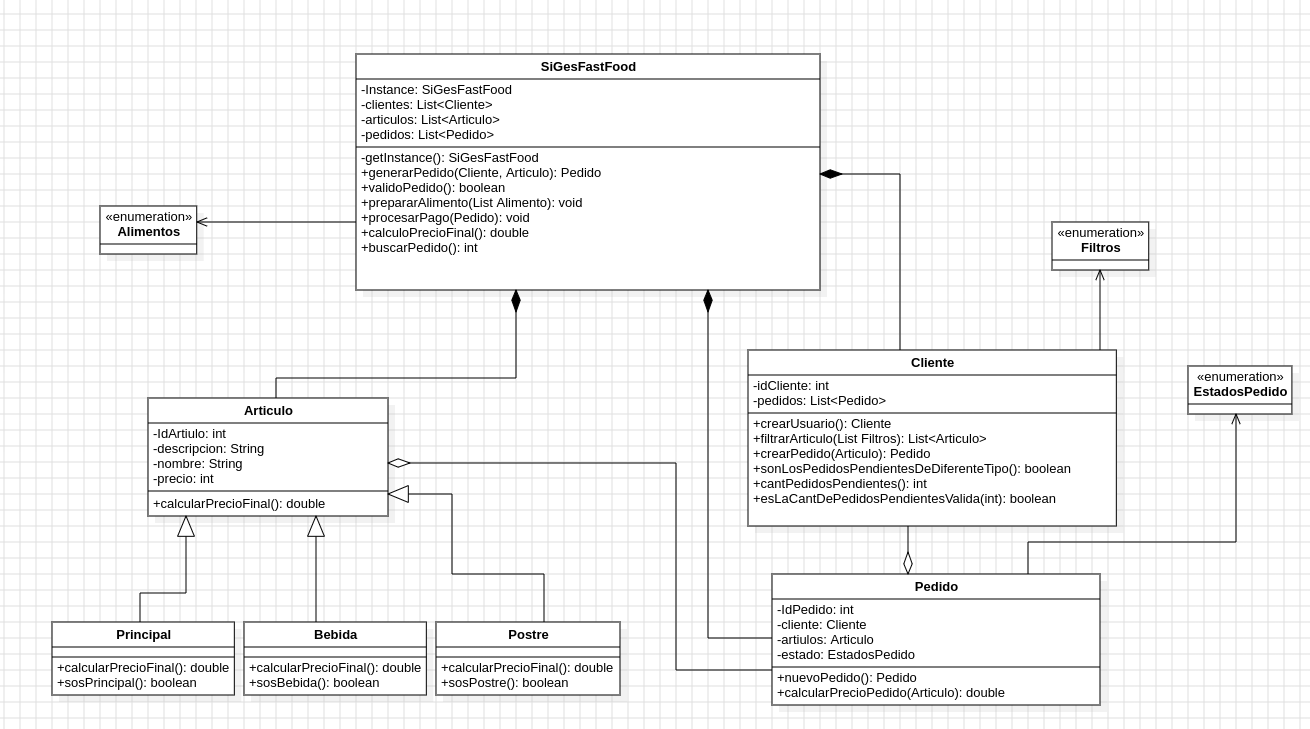 SiGesFastFood
-Instance: SiGesFastFood
-clientes: List<Cliente>
-articulos: List<Articulo>
-pedidos: List<Pedido>
-getInstance(): SiGesFastFood
+generarPedido(Cliente, Articulo): Pedido
+validoPedido(): boolean
+prepararAlimento(List Alimento): void
+procesarPago(Pedido): void
+calculoPrecioFinal(): double
+buscarPedido(): int
«enumeration»
Alimentos
«enumeration»
Filtros
Cliente
-idCliente: int
-pedidos: List<Pedido>
+crearUsuario(): Cliente
+filtrarArticulo(List Filtros): List<Articulo>
+crearPedido(Articulo): Pedido
+sonLosPedidosPendientesDeDiferenteTipo(): boolean
+cantPedidosPendientes(): int
+esLaCantDePedidosPendientesValida(int): boolean
«enumeration»
EstadosPedido
Articulo
-IdArtiulo: int
-descripcion: String
-nombre: String
-precio: int
+calcularPrecioFinal(): double
Principal
+calcularPrecioFinal(): double
+sosPrincipal(): boolean
Bebida
+calcularPrecioFinal(): double
+sosBebida(): boolean
Postre
+calcularPrecioFinal(): double
+sosPostre(): boolean
Pedido
-IdPedido: int
-cliente: Cliente
-artiulos: Articulo
-estado: EstadosPedido
+nuevoPedido(): Pedido
+calcularPrecioPedido(Articulo): double